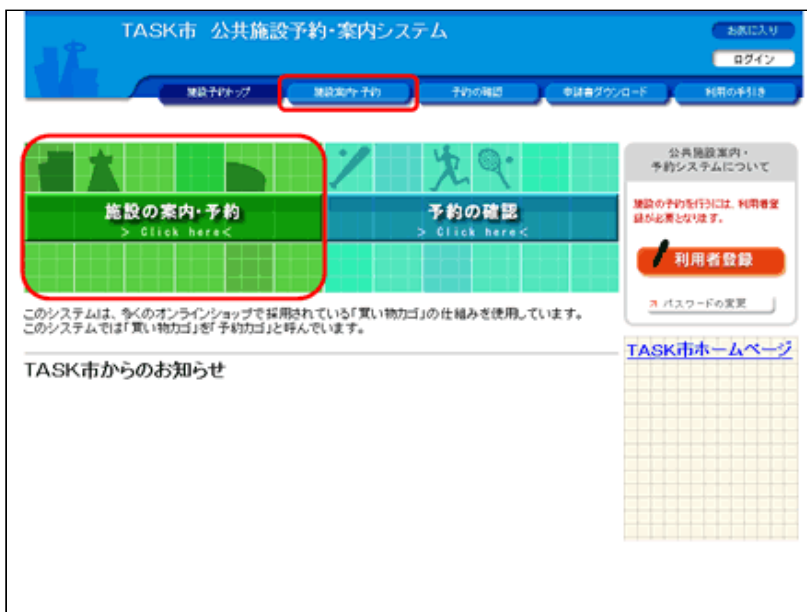 TASK市 公共施設予約・案内システム
お気に入り
ログイン
施設予約トップ
施設案内・予約
予約の確認
申請書ダウンロード
利用の手引き
施設の案内・予約
> Click here<
予約の確認
> Click here<
公共施設案内・
予約システムについて
施設の予約を行うには、利用者登
録が必要となります。
利用者登録
パスワードの変更
このシステムは、多くのオンラインショップで採用されている「買い物カゴ」の仕組みを使用しています。
このシステムでは「買い物カゴ」を「予約カゴ」と呼んでいます。
TASK市ホームページ
TASK市からのお知らせ